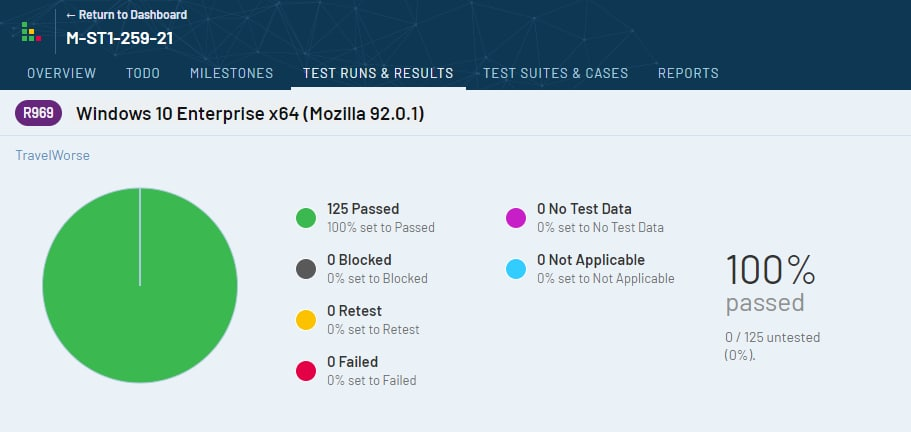 ← Return to Dashboard
M-ST1-259-21
OVERVIEW TODO MILESTONES TEST RUNS & RESULTS TEST SUITES & CASES REPORTS
R969 Windows 10 Enterprise x64 (Mozilla 92.0.1)
TravelWorse
125 Passed
100% set to Passed
0 Blocked
0% set to Blocked
0 Retest
0% set to Retest
0 Failed
0% set to Failed
0 No Test Data
0% set to No Test Data
0 Not Applicable
0% set to Not Applicable
100%
passed
0 / 125 untested
(0%).